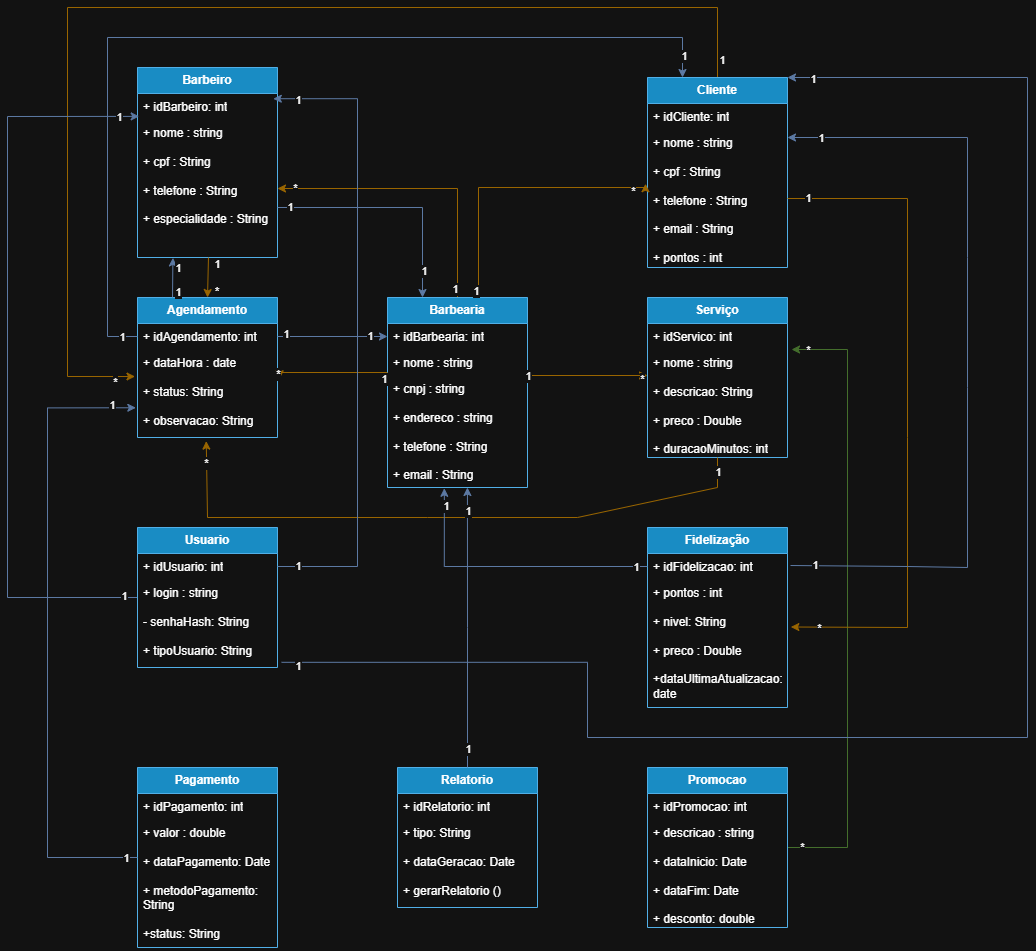 Barbeiro
+ idBarbeiro: int
+ nome : string
+ cpf : String
+ telefone : String
+ especialidade : String
Cliente
+ idCliente: int
+ nome : string
+ cpf : String
+ telefone : String
+ email : String
+ pontos : int
Agendamento
+ idAgendamento: int
+ dataHora : date
+ status: String
+ observacao: String
Barbearia
+ idBarbearia: int
+ nome : string
+ cnpj : string
+ endereco : string
+ telefone : String
+ email : String
Serviço
+ idServico: int
+ nome : string
+ descricao: String
+ preco : Double
+ duracaoMinutos: int
Usuario
+ idUsuario: int
+ login : string
- senhaHash: String
+ tipoUsuario: String
Fidelização
+ idFidelizacao: int
+ pontos : int
+ nivel: String
+ preco : Double
+dataUltimaAtualizacao:
date
Pagamento
+ idPagamento: int
+ valor : double
+ dataPagamento: Date
+ metodoPagamento:
String
+status: String
Relatorio
+ idRelatorio: int
+ tipo: String
+ dataGeracao: Date
+ gerarRelatorio ()
Promocao
+ idPromocao: int
+ descricao : string
+ dataInicio: Date
+ dataFim: Date
+ desconto: double
1
1
1
1
1
1
*
*
1
1
1
1
1
*
1
1
1
1
1
1
*
1
*
*
1
*
1
*
1
1
1
1
1
1
1
*
1
1
1
1
*